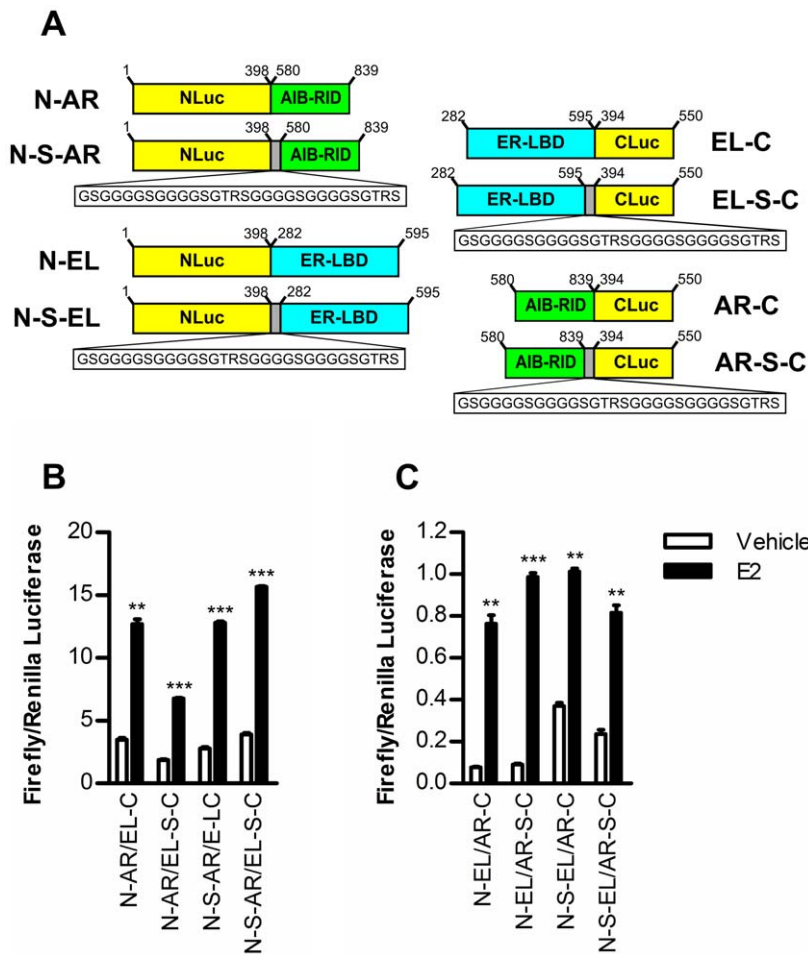 A
N-AR
1 398 580 839
NLuc AIB-RID
N-S-AR
1 398 580 839
NLuc AIB-RID
GSGGGGSGGGGSGTRSGGGGSGGGGSGTRS
N-EL
1 398 282 595
NLuc ER-LBD
N-S-EL
1 398 282 595
NLuc ER-LBD
GSGGGGSGGGGSGTRSGGGGSGGGGSGTRS
282 595 394 550
ER-LBD CLuc
EL-C
282 595 394 550
ER-LBD CLuc
EL-S-C
GSGGGGSGGGGSGTRSGGGGSGGGGSGTRS
580 839 394 550
AIB-RID CLuc
AR-C
580 839 394 550
AIB-RID CLuc
AR-S-C
GSGGGGSGGGGSGTRSGGGGSGGGGSGTRS
B
Firefly/Renilla Luciferase
20
15
10
5
0
** *** *** ***
N-AR/EL-C
N-AR/EL-S-C
N-S-AR/E-LC
N-S-AR/EL-S-C
C
Firefly/Renilla Luciferase
1.2
1.0
0.8
0.6
0.4
0.2
0.0
** *** ** **
N-EL/AR-C
N-EL/AR-S-C
N-S-EL/AR-C
N-S-EL/AR-S-C
Vehicle
E2